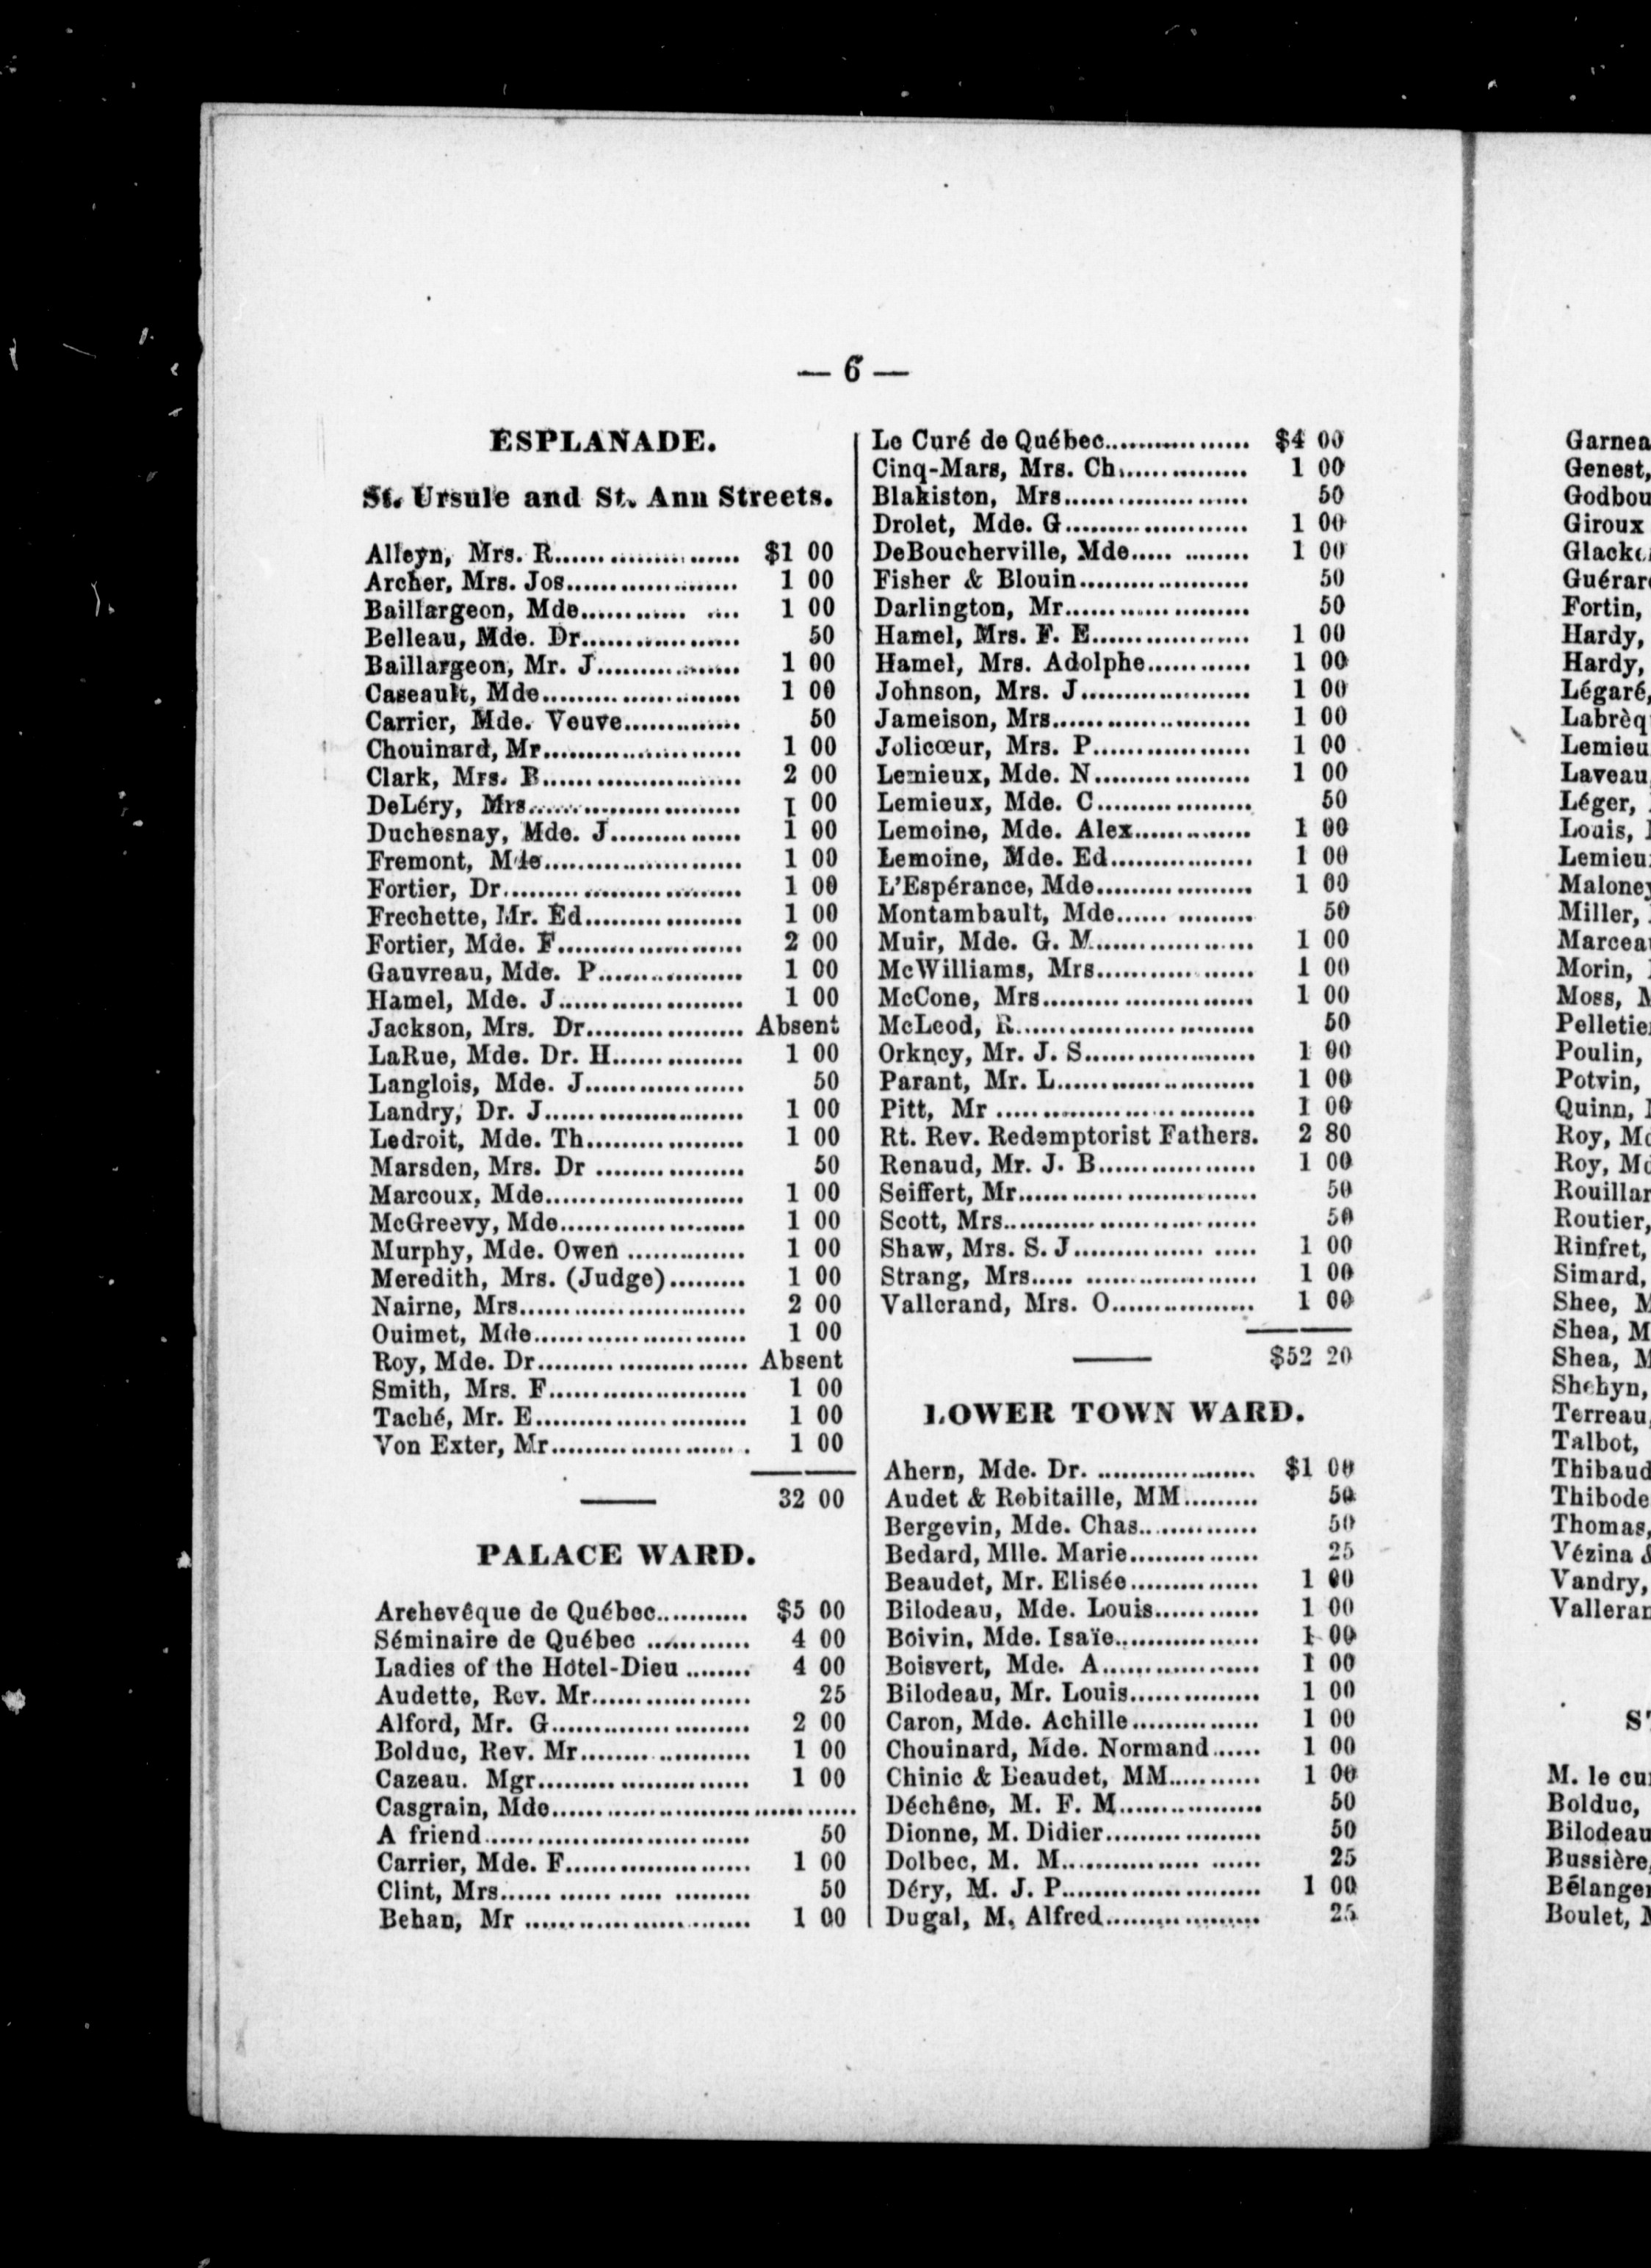 — 6 —
ESPLANADE.
St. Ursule and St. Ann Streets.
Alleyn, Mrs. R........................ $1 00
Archer, Mrs. Jos.................... 1 00
Baillargeon, Mde............ .... 1 00
Belleau, Mde. Dr.................. 50
Baillargeon, Mr. J................ 1 00
Caseault, Mde....................... 1 00
Carrier, Mde. Veuve............. 50
Chouinard, Mr....................... 1 00
Clark, Mrs. B....................... 2 00
DeLéry, Mrs......................... 1 00
Duchesnay, Mde. J............... 1 00
Fremont, Mde....................... 1 00
Fortier, Dr........................... 1 00
Frechette, Mr. Ed.................. 1 00
Fortier, Mde. F..................... 2 00
Gauvreau, Mde. P................ 1 00
Hamel, Mde. J..................... 1 00
Jackson, Mrs. Dr.................. Absent
LaRue, Mde. Dr. H............... 1 00
Langlois, Mde. J.................. 50
Landry, Dr. J....................... 1 00
Ledroit, Mde. Th.................. 1 00
Marsden, Mrs. Dr ................. 50
Marcoux, Mde....................... 1 00
McGreevy, Mde..................... 1 00
Murphy, Mde. Owen .............. 1 00
Meredith, Mrs. (Judge)......... 1 00
Nairne, Mrs.......................... 2 00
Ouimet, Mde........................ 1 00
Roy, Mde. Dr........................ Absent
Smith, Mrs. F....................... 1 00
Taché, Mr. E........................ 1 00
Von Exter, Mr...................... . 1 00
32 00
PALACE WARD.
Archevêque de Québec........... $5 00
Séminaire de Québec ............ 4 00
Ladies of the Hôtel-Dieu ........ 4 00
Audette, Rev. Mr.................. 25
Alford, Mr. G....................... 2 00
Bolduc, Rev. Mr................... 1 00
Cazeau. Mgr........................ 1 00
Casgrain, Mde...................................
A friend.............................. 50
Carrier, Mde. F..................... 1 00
Clint, Mrs...... ...... ..... ......... 50
Behan, Mr .......................... 1 00
Le Curé de Québec................. $4 00
Cinq-Mars, Mrs. Ch............... 1 00
Blakiston, Mrs..................... 50
Drolet, Mde. G..................... 1 00
DeBoucherville, Mde..... ........ 1 00
Fisher & Blouin.................... 50
Darlington, Mr..................... 50
Hamel, Mrs. F. E.................. 1 00
Hamel, Mrs. Adolphe............ 1 00
Johnson, Mrs. J.................... 1 00
Jameison, Mrs....................... 1 00
Jolicœur, Mrs. P.................. 1 00
Lemieux, Mde. N.................. 1 00
Lemieux, Mde. C.................. 50
Lemoine, Mde. Alex.............. 1 00
Lemoine, Mde. Ed................. 1 00
L'Espérance, Mde.................. 1 00
Montambault, Mde...... ......... 50
Muir, Mde. G. M.................. 1 00
McWilliams, Mrs.................. 1 00
McCone, Mrs........................ 1 00
McLeod, R........................... 50
Orkney, Mr. J. S................... 1 00
Parant, Mr. L....................... 1 00
Pitt, Mr .............................. 1 00
Rt. Rev. Redemptorist Fathers. 2 80
Renaud, Mr. J. B.................. 1 00
Seiffert, Mr.......................... 50
Scott, Mrs............................ 50
Shaw, Mrs. S. J............... ..... 1 00
Strang, Mrs..... .................... 1 00
Vallerand, Mrs. O................. 1 00
$52 20
LOWER TOWN WARD.
Ahern, Mde. Dr. ................... $1 00
Audet & Robitaille, MM......... 50
Bergevin, Mde. Chas.............. 50
Bedard, Mlle. Marie............... 25
Beaudet, Mr. Elisée............... 1 00
Bilodeau, Mde. Louis............ 1 00
Boivin, Mde. Isaïe................. 1 00
Boisvert, Mde. A................... 1 00
Bilodeau, Mr. Louis............... 1 00
Caron, Mde. Achille............... 1 00
Chouinard, Mde. Normand...... 1 00
Chinic & Beaudet, MM........... 1 00
Déchêne, M. F. M................. 50
Dionne, M. Didier.................. 50
Dolbec, M. M................ ...... 25
Déry, M. J. P....................... 1 00
Dugal, M. Alfred.................. 25
Genest,
Fortin,
Hardy,
Hardy,
Légaré,
Léger,
Miller,
Morin,
Poulin,
Potvin,
Quinn,
Routier,
Rinfret,
Simard,
Shehyn,
Terreau,
Talbot,
Thomas,
Vandry,
Bolduc,
Boulet,